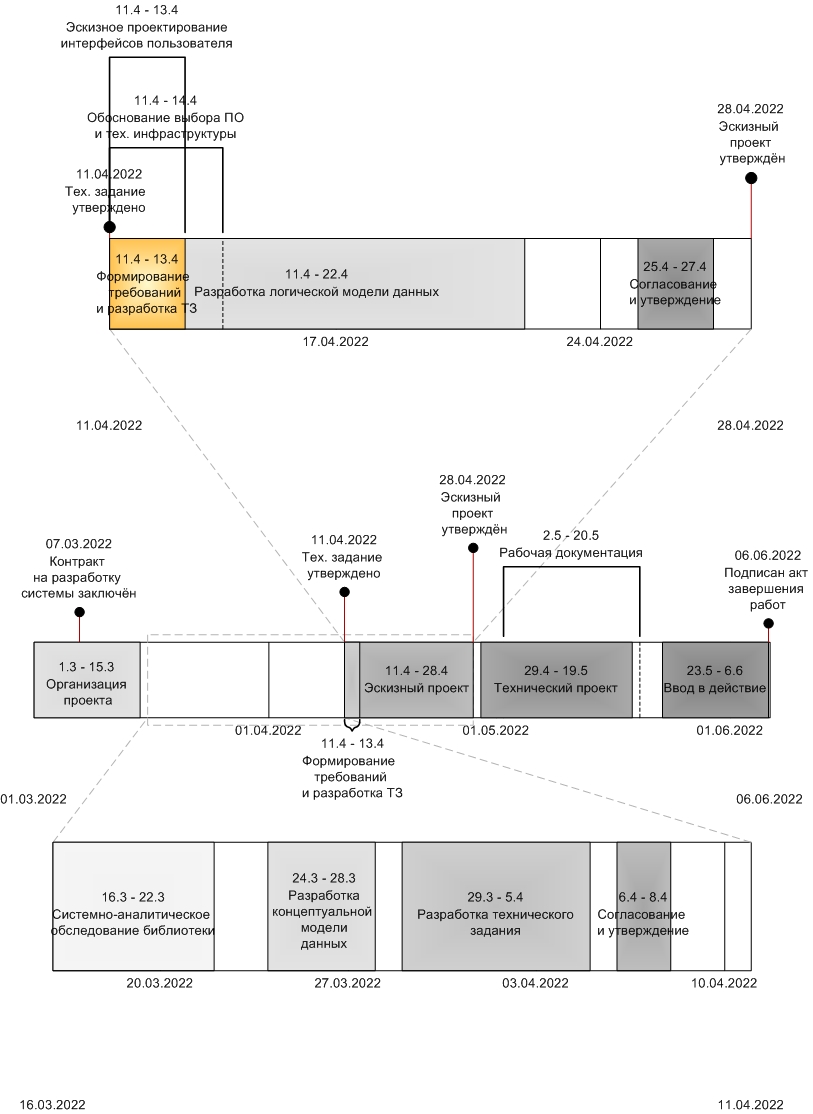 11.4 - 13.4
Эскизное проектирование
интерфейсов пользователя
11.4 - 14.4
Обоснование выбора ПО
и тех. инфраструктуры
28.04.2022
Эскизный
проект
утверждён
11.04.2022
Тех. задание
утверждено
11.4 - 13.4
Формирование
требований
и разработка ТЗ
11.4 - 22.4
Разработка логической модели данных
25.4 - 27.4
Согласование
и утверждение
17.04.2022
24.04.2022
11.04.2022
28.04.2022
28.04.2022
Эскизный
проект
утверждён
07.03.2022
Контракт
на разработку
системы заключён
11.04.2022
Тех. задание
утверждено
2.5 - 20.5
Рабочая документация
06.06.2022
Подписан акт
завершения
работ
1.3 - 15.3
Организация
проекта
11.4 - 28.4
Эскизный проект
29.4 - 19.5
Технический проект
23.5 - 6.6
Ввод в действие
01.04.2022
01.05.2022
01.06.2022
11.4 - 13.4
Формирование
требований
и разработка ТЗ
01.03.2022
06.06.2022
16.3 - 22.3
Системно-аналитическое
обследование библиотеки
24.3 - 28.3
Разработка
концептуальной
модели
данных
29.3 - 5.4
Разработка технического
задания
6.4 - 8.4
Согласование
и утверждение
20.03.2022
27.03.2022
03.04.2022
10.04.2022
16.03.2022
11.04.2022